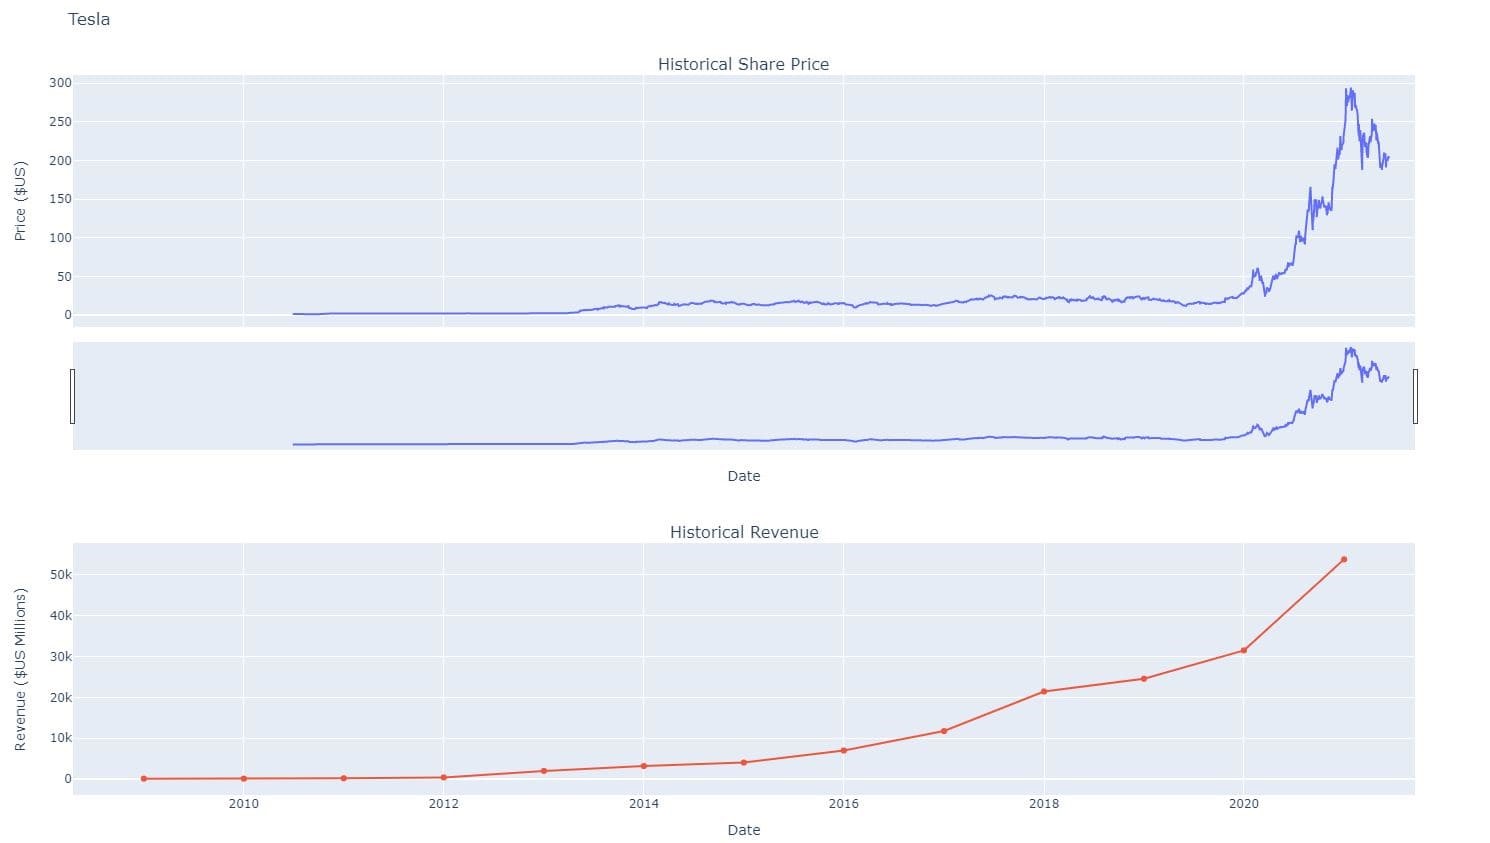 Tesla
Historical Share Price
Price ($US)
300
250
200
150
100
50
0
Date
Historical Revenue
Revenue ($US Millions)
50k
40k
30k
20k
10k
0
2010 2012 2014 2016 2018 2020
Date